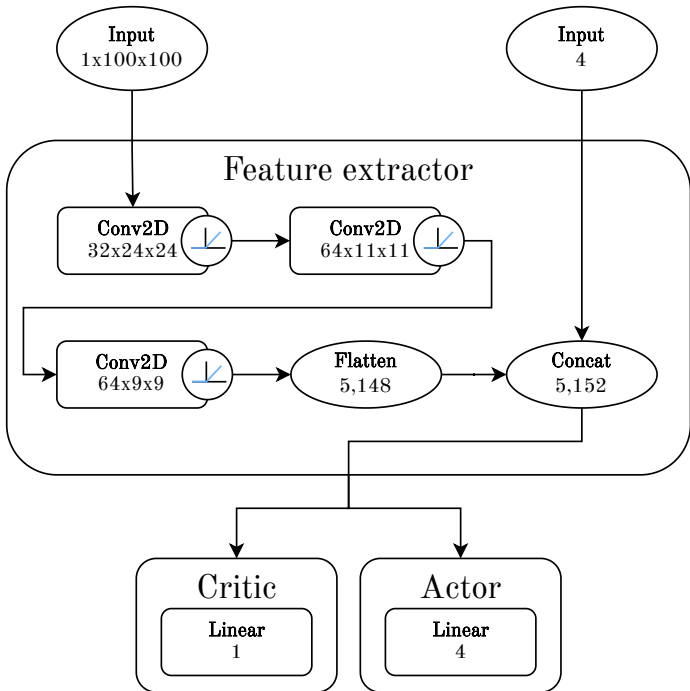 Input
1x100x100
Input
4
Feature extractor
Conv2D
32x24x24
Conv2D
64x11x11
Conv2D
64x9x9
Flatten
5,148
Concat
5,152
Critic
Linear
1
Actor
Linear
4